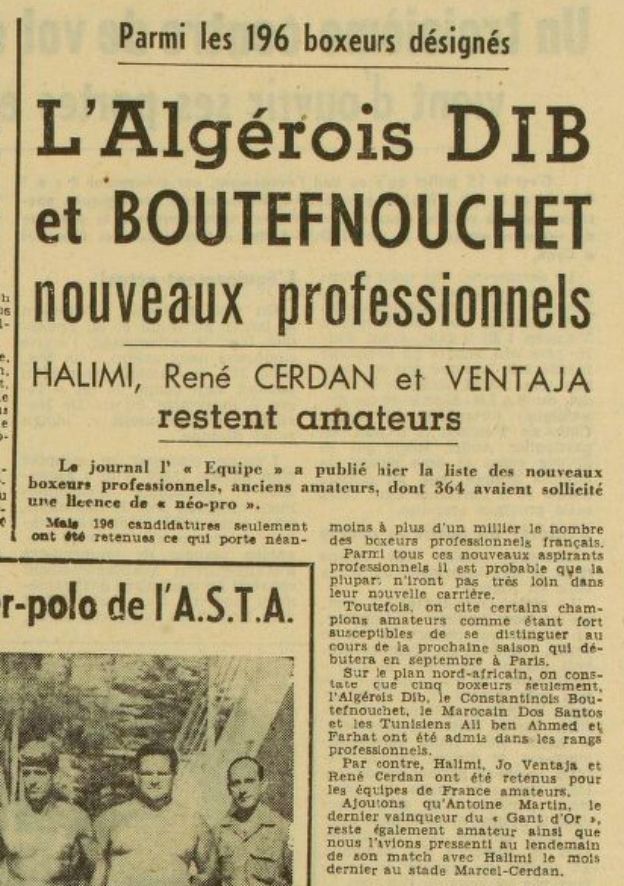 Parmi les 196 boxeurs désignés
L'Algérois DIB
et BOUTEFNOUCHET
nouveaux professionnels
HALIMI, René CERDAN et VENTAJA
restent amateurs
Le journal l' « Equipe » a publié hier la liste des nouveaux
boxeurs professionnels, anciens amateurs, dont 364 avaient sollicité
une licence de « néo-pro ».
Mais 196 candidatures seulement
ont été retenues ce qui porte néan-
moins à plus d'un millier le nombre
des boxeurs professionnels français.
Parmi tous ces nouveaux aspirants
professionnels il est probable que la
plupart n'iront pas très loin dans
leur nouvelle carrière.
Toutefois, on cite certains cham-
pions amateurs comme étant fort
susceptibles de se distinguer au
cours de la prochaine saison qui dé-
butera en septembre à Paris.
Sur le plan nord-africain, on cons-
tate que cinq boxeurs seulement,
l'Algérois Dib, le Constantinois Bou-
tefnouchet, le Marocain Dos Santos
et les Tunisiens Ali ben Ahmed et
Farhat ont été admis dans les rangs
professionnels.
Par contre, Halimi, Jo Ventaja et
René Cerdan ont été retenus pour
les équipes de France amateurs.
Ajoutons qu'Antoine Martin, le
dernier vainqueur du « Gant d'Or »,
reste également amateur ainsi que
nous l'avions pressenti au lendemain
de son match avec Halimi le mois
dernier au stade Marcel-Cerdan.
r-polo de l'A.S.T.A.